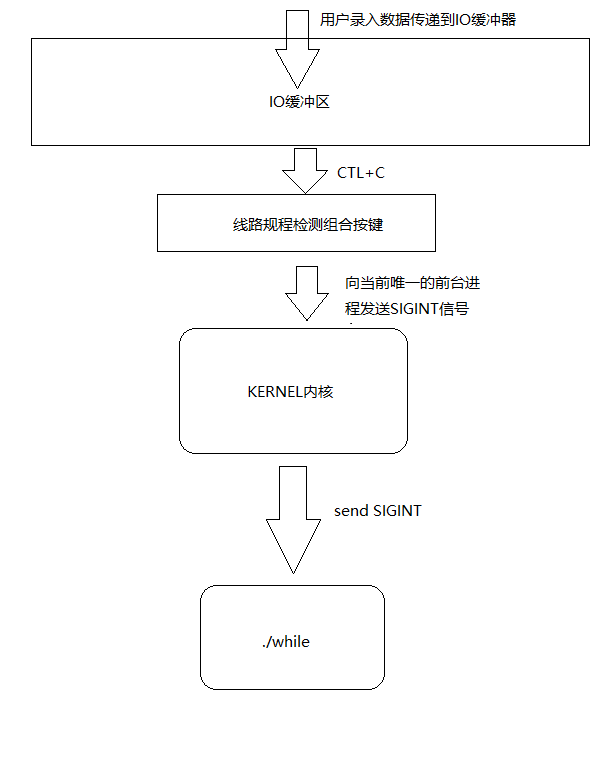 用户录入数据传递到IO缓冲器
IO缓冲区
CTL+C
线路规程检测组合按键
向当前唯一的前台进
程发送SIGINT信号
KERNEL内核
send SIGINT
./while